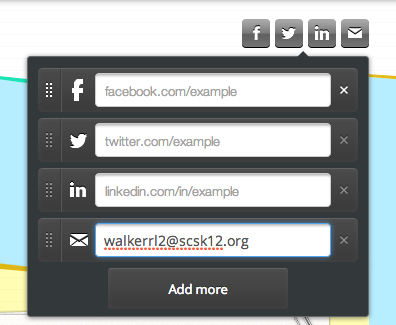 facebook.com/example
twitter.com/example
linkedin.com/in/example
walkerrl2@scsk12.org
Add more